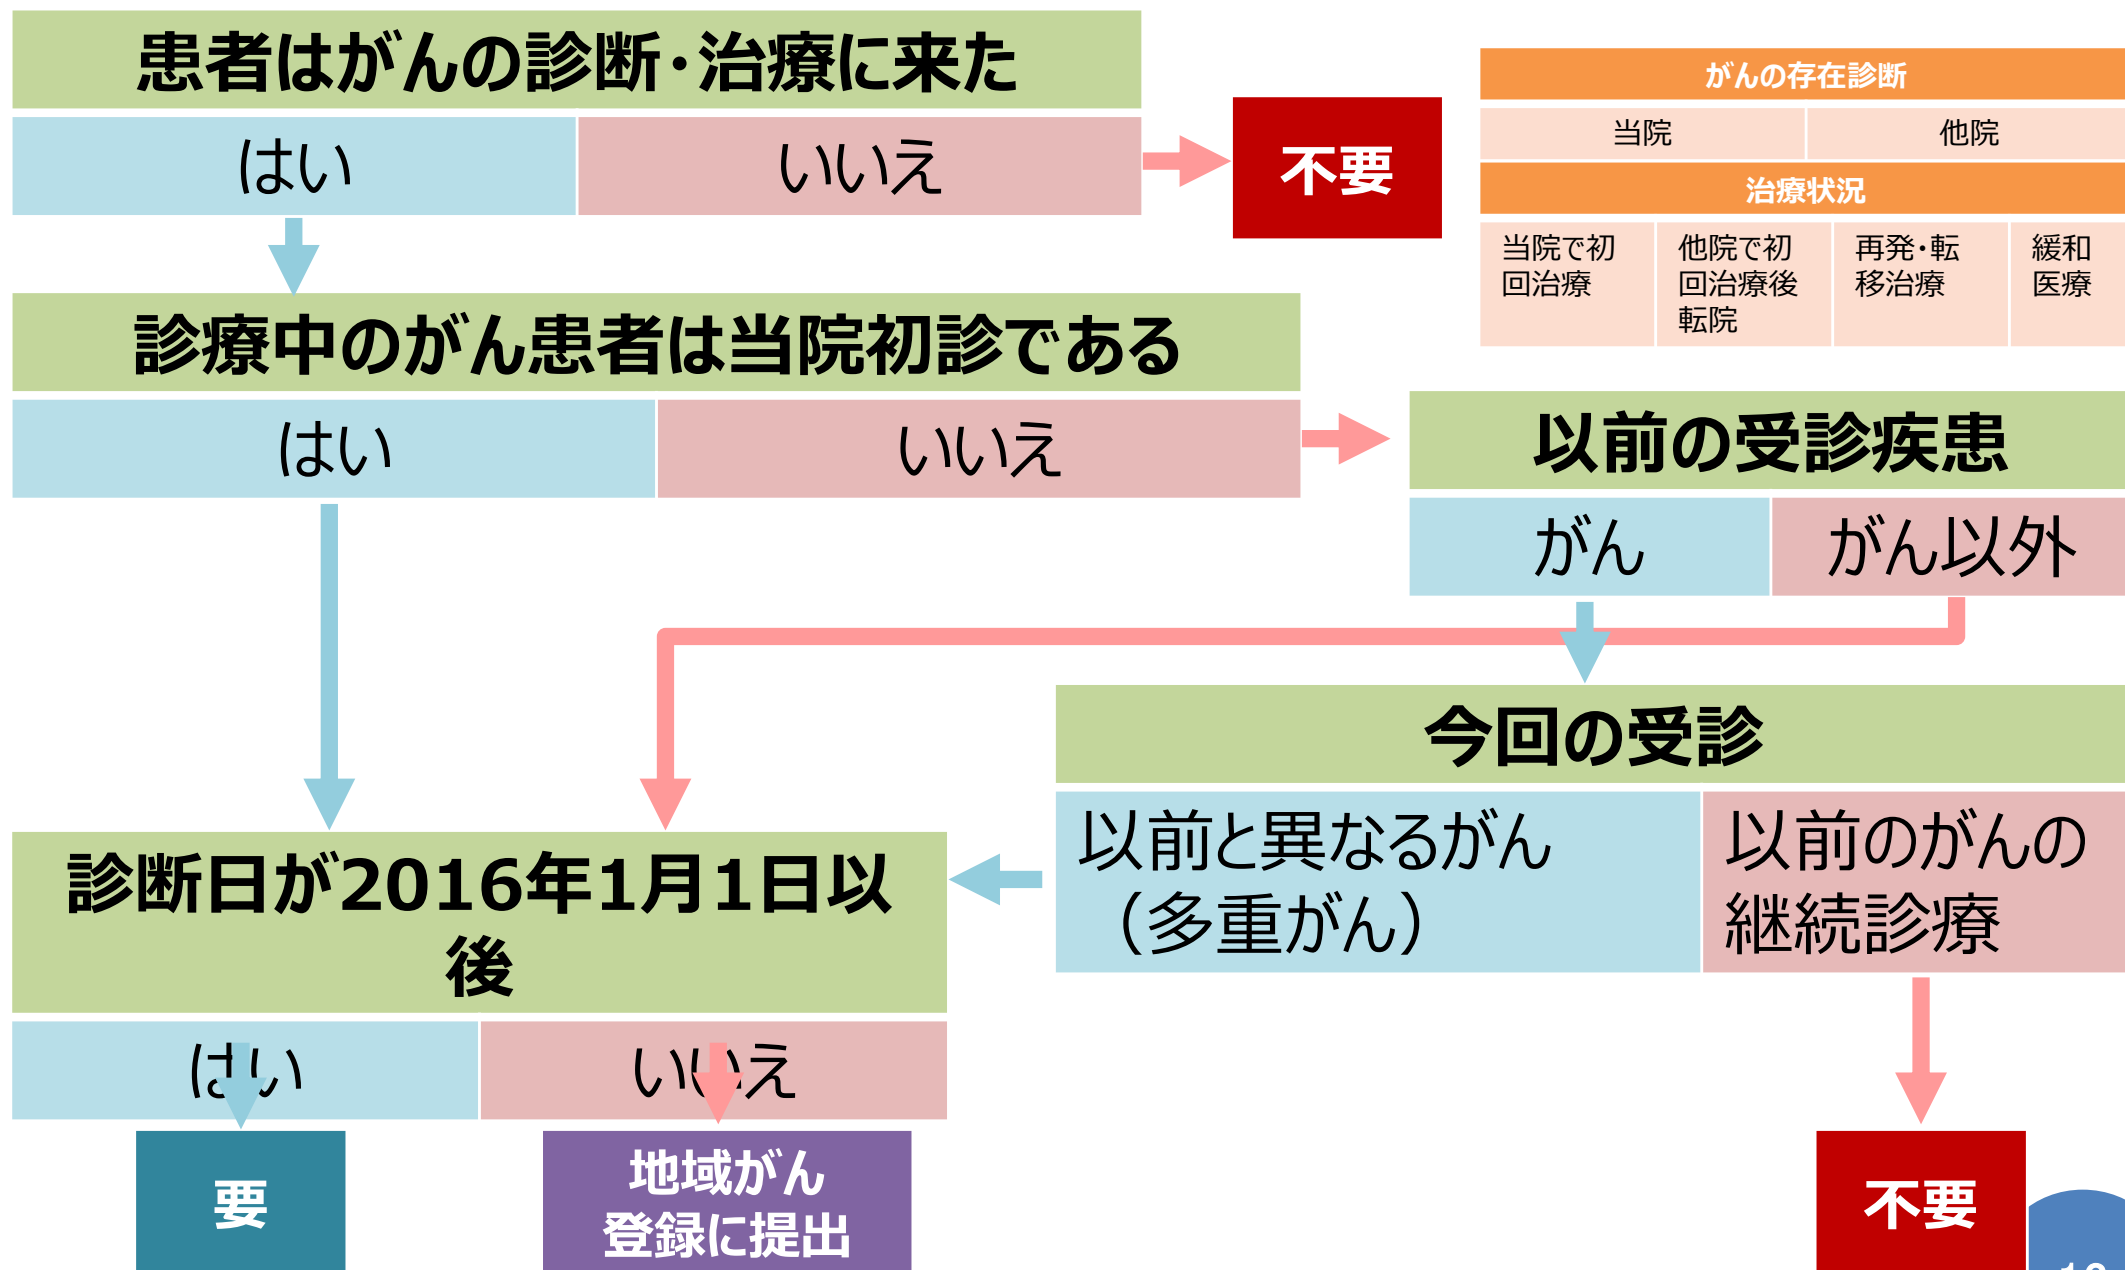 患者はがんの診断・治療に来た
はい
いいえ
不要
がんの存在診断
当院
他院
治療状況
当院で初
回治療
他院で初
回治療後
転院
再発・転
移治療
緩和
医療
診療中のがん患者は当院初診である
はい
いいえ
以前の受診疾患
がん
がん以外
今回の受診
以前と異なるがん
（多重がん）
以前のがんの
継続診療
診断日が2016年1月1日以
後
はい
いいえ
要
地域がん
登録に提出
不要